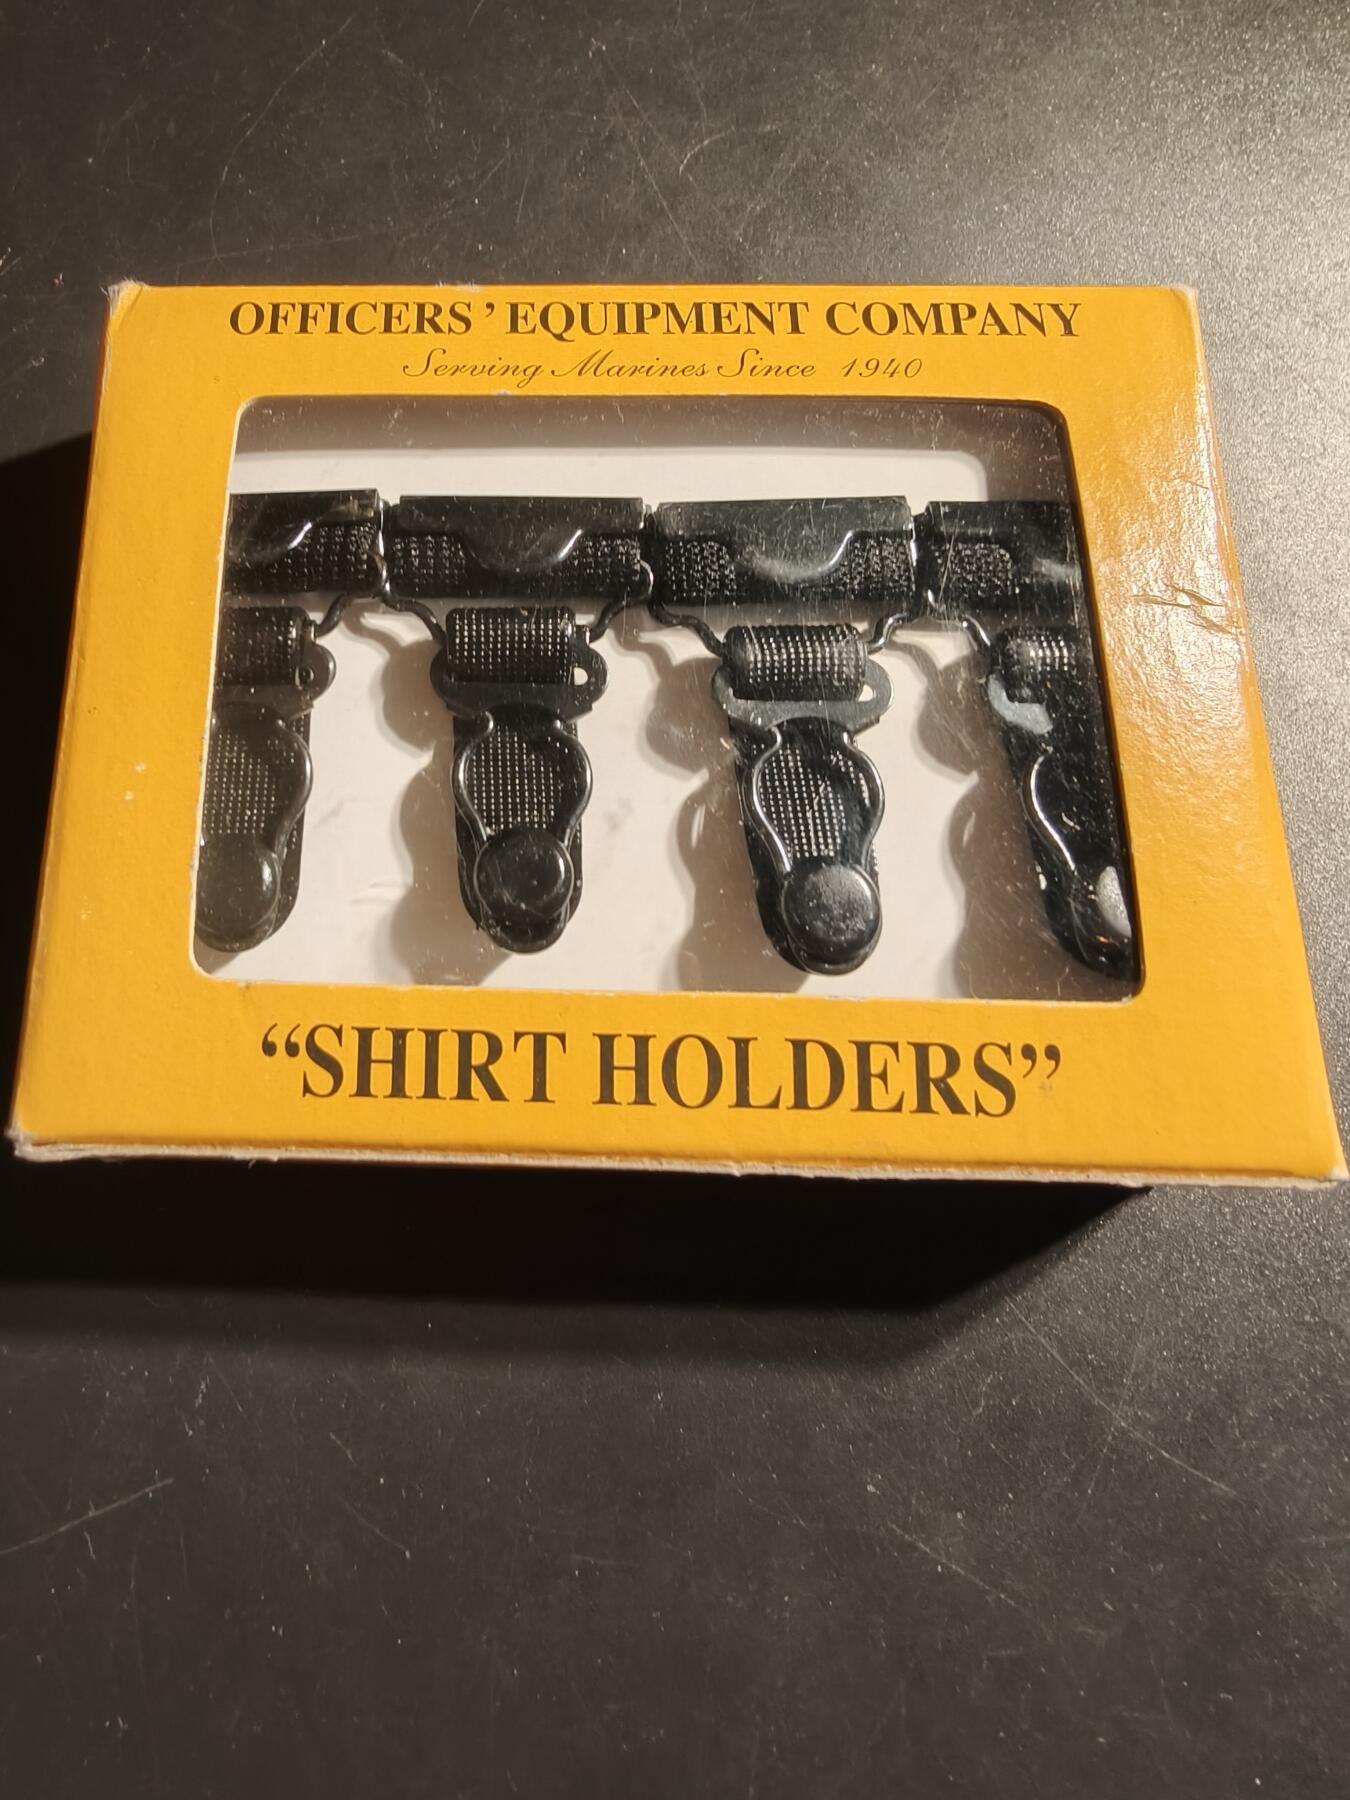 OFFICERS' EQUIPMENT COMPANY
Serving Marines Since 1940
“SHIRT HOLDERS”